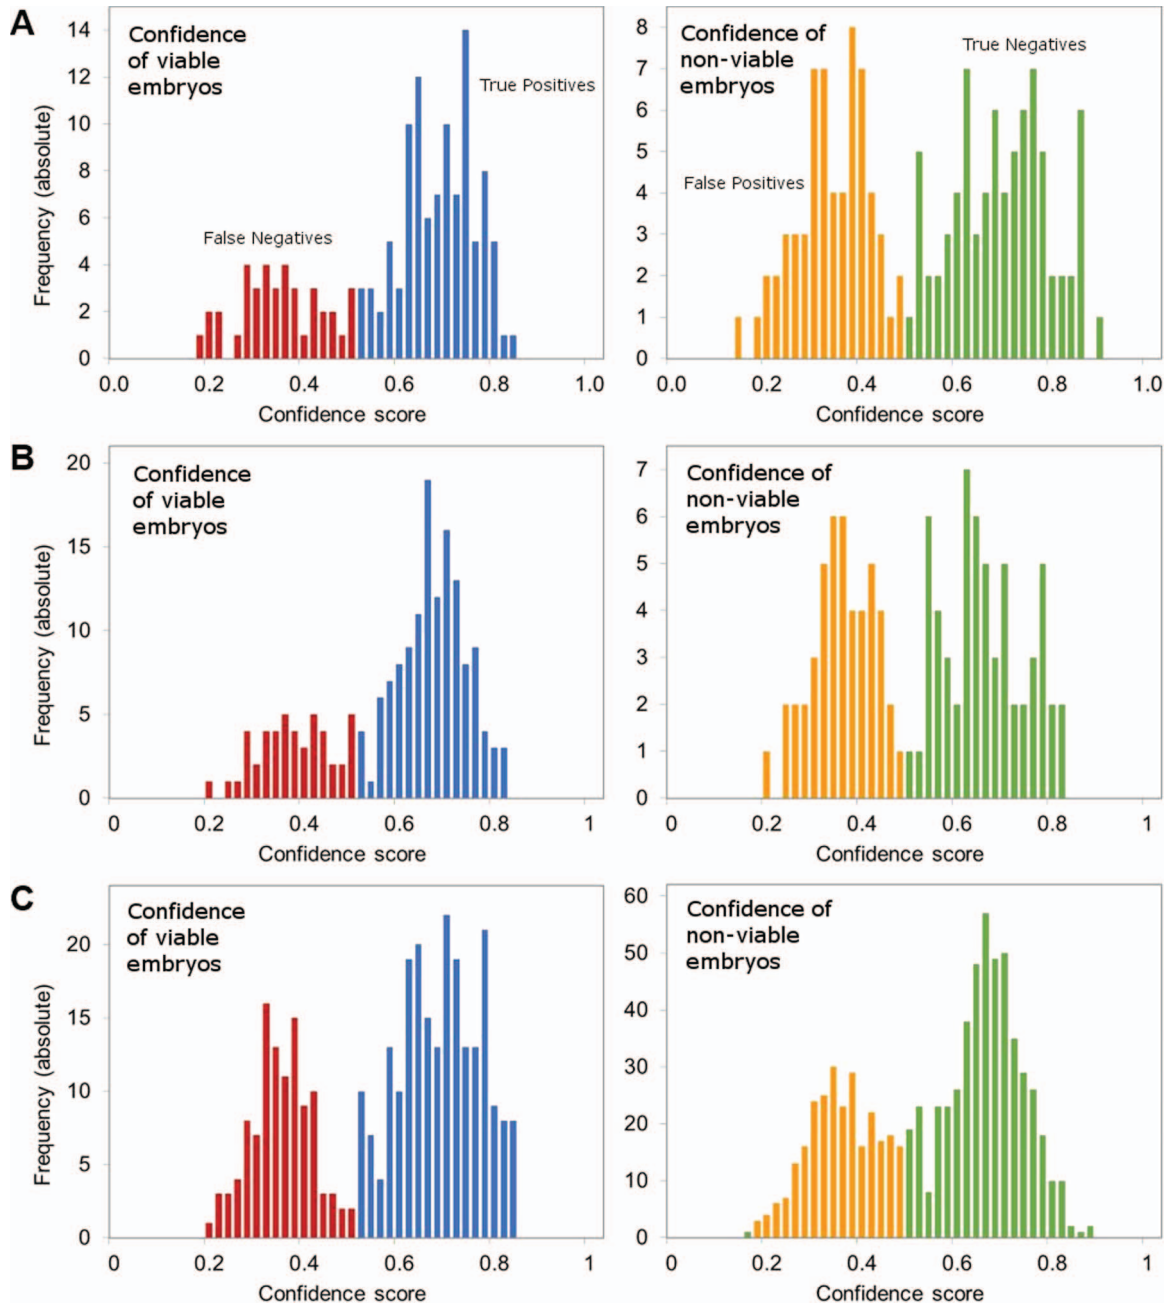 A
Confidence
of viable
embryos
True Positives
False Negatives
Frequency (absolute)
14
12
10
8
6
4
2
0
0.0 0.2 0.4 0.6 0.8 1.0
Confidence score
Confidence of
non-viable
embryos
True Negatives
False Positives
8
7
6
5
4
3
2
1
0
0.0 0.2 0.4 0.6 0.8 1.0
Confidence score
B
Confidence
of viable
embryos
Frequency (absolute)
20
15
10
5
0
0 0.2 0.4 0.6 0.8 1
Confidence score
Confidence of
non-viable
embryos
7
6
5
4
3
2
1
0
0 0.2 0.4 0.6 0.8 1
Confidence score
C
Confidence
of viable
embryos
Frequency (absolute)
20
15
10
5
0
0 0.2 0.4 0.6 0.8 1
Confidence score
Confidence of
non-viable
embryos
60
50
40
30
20
10
0
0 0.2 0.4 0.6 0.8 1
Confidence score